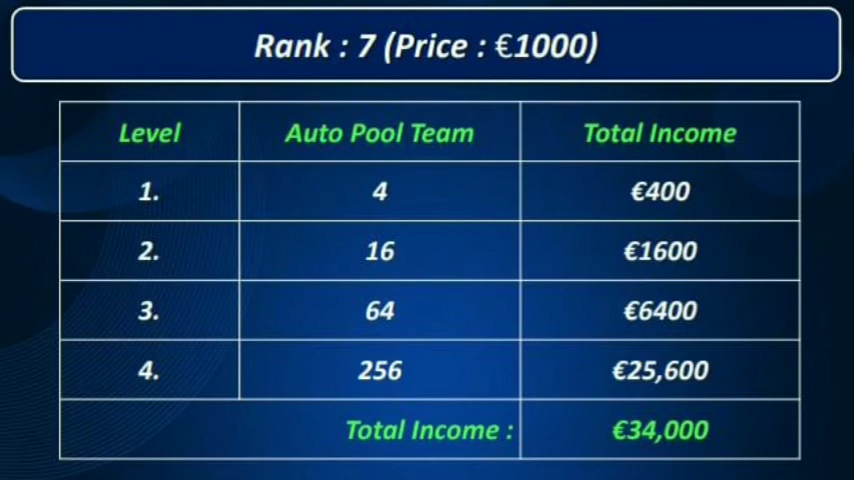 Rank : 7 (Price : €1000)
Level Auto Pool Team Total Income
1. 4 €400
2. 16 €1600
3. 64 €6400
4. 256 €25,600
Total Income : €34,000